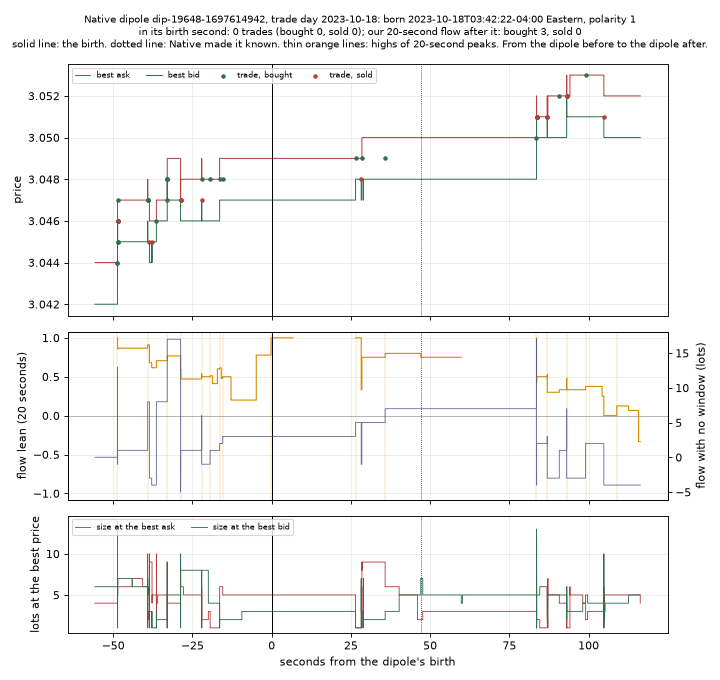 Native dipole dip-19648-1697614942, trade day 2023-10-18: born 2023-10-18T03:42:22-04:00 Eastern, polarity 1
in its birth second: 0 trades (bought 0, sold 0); our 20-second flow after it: bought 3, sold 0
solid line: the birth. dotted line: Native made it known. thin orange lines: highs of 20-second peaks. From the dipole before to the dipole after.
best ask best bid trade, bought trade, sold
3.052
3.050
3.048
3.046
3.044
3.042
price
1.0
0.5
0.0
−0.5
−1.0
flow lean (20 seconds)
15
10
5
0
−5
flow with no window (lots)
size at the best ask size at the best bid
10
5
lots at the best price
−50 −25 0 25 50 75 100
seconds from the dipole's birth